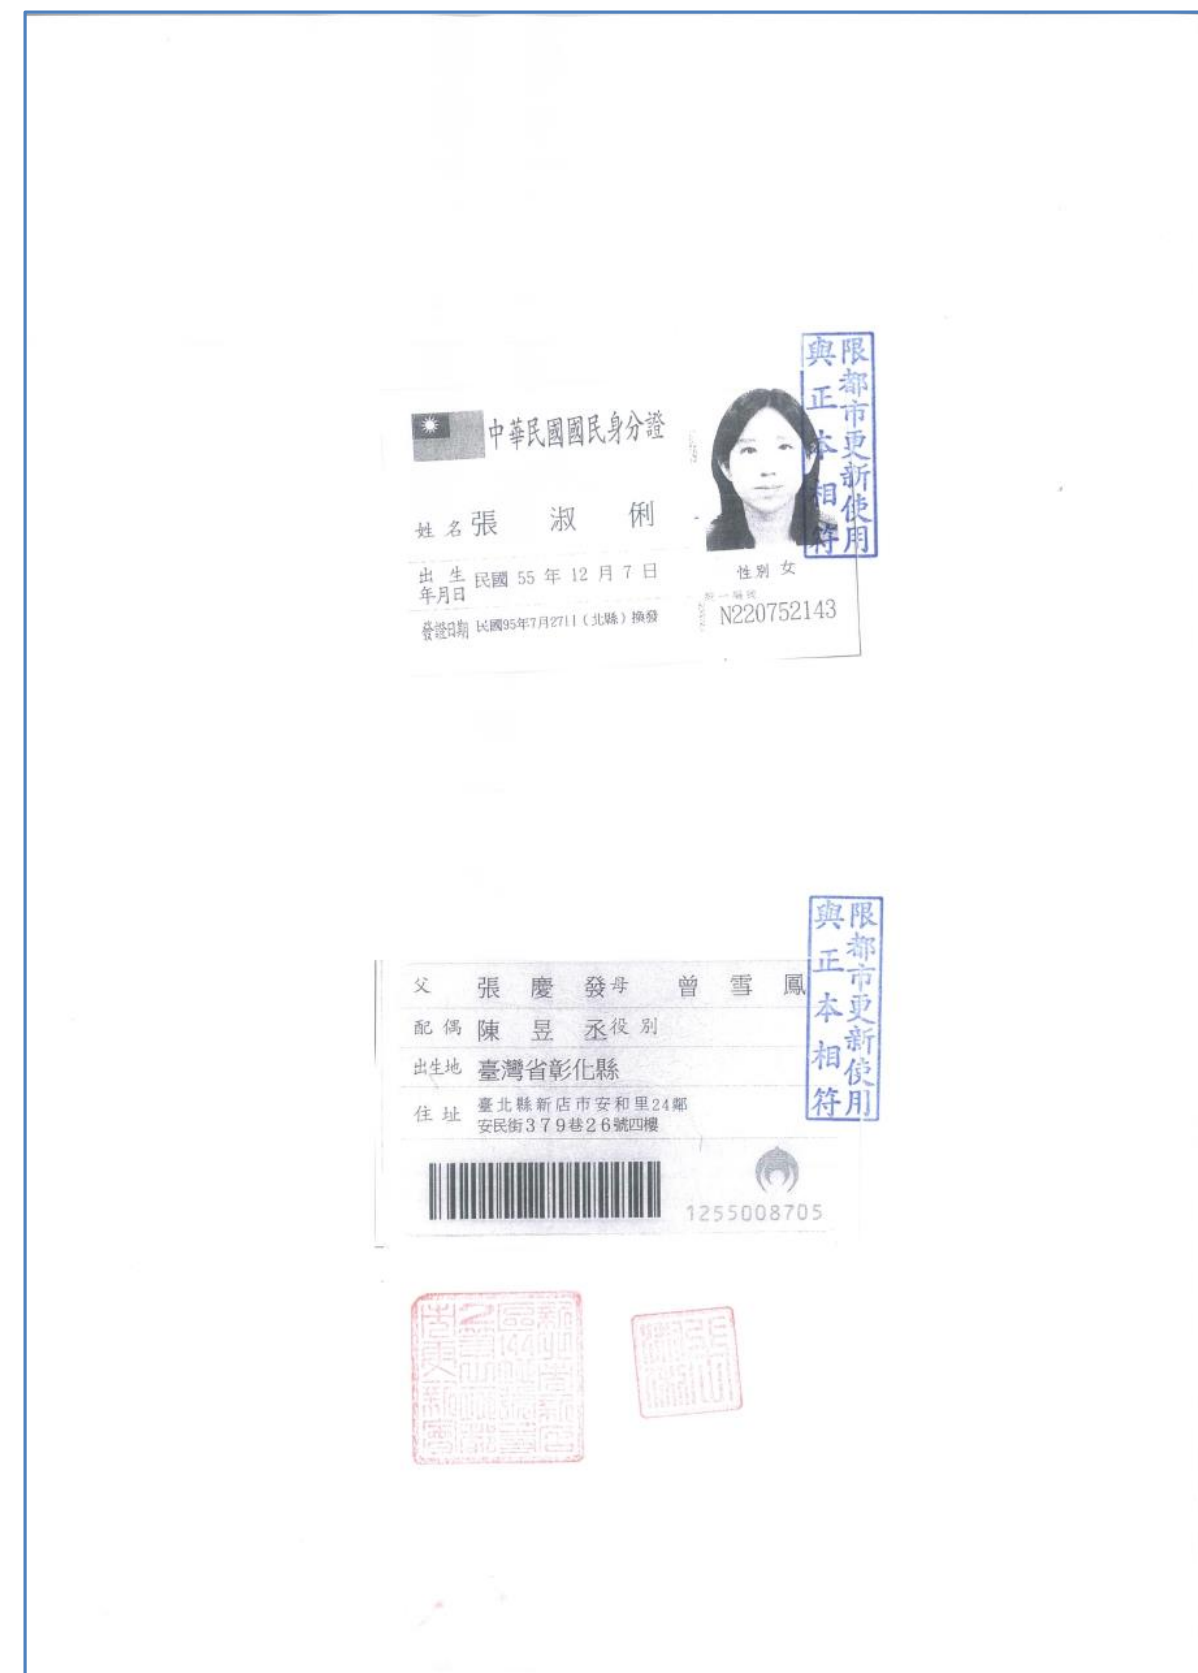 中華民國國民身分證
姓名 張淑俐
出生年月日 民國 55 年 12 月 7 日
性別 女
發證日期 民國95年7月27日(北縣)換發
統一編號
N220752143
限都市更新使用
與正本相符
父 張慶發 母 曾雪鳳
配偶 陳昱丞 役別
出生地 臺灣省彰化縣
住址 臺北縣新店市安和里24鄰
安民街379巷26號四樓
1255008705
限都市更新使用
與正本相符